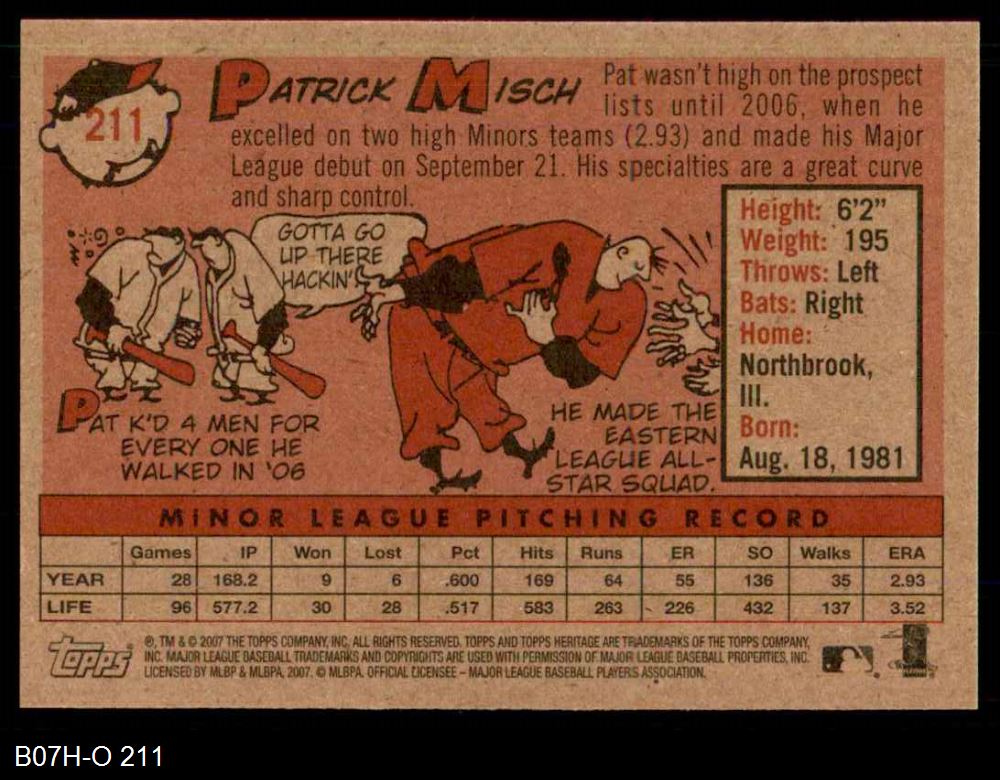 211
PATRICK MISCH
Pat wasn't high on the prospect
lists until 2006, when he
excelled on two high Minors teams (2.93) and made his Major
League debut on September 21. His specialties are a great curve
and sharp control.
GOTTA GO
UP THERE
HACKIN'
PAT K'D 4 MEN FOR
EVERY ONE HE
WALKED IN '06
HE MADE THE
EASTERN
LEAGUE ALL-
STAR SQUAD.
Height: 6'2"
Weight: 195
Throws: Left
Bats: Right
Home:
Northbrook,
Ill.
Born:
Aug. 18, 1981
MINOR LEAGUE PITCHING RECORD
Games IP Won Lost Pct Hits Runs ER SO Walks ERA
YEAR 28 168.2 9 6 .600 169 64 55 136 35 2.93
LIFE 96 577.2 30 28 .517 583 263 226 432 137 3.52
Topps
®, TM & © 2007 THE TOPPS COMPANY, INC. ALL RIGHTS RESERVED. TOPPS AND TOPPS HERITAGE ARE TRADEMARKS OF THE TOPPS COMPANY,
INC. MAJOR LEAGUE BASEBALL TRADEMARKS AND COPYRIGHTS ARE USED WITH PERMISSION OF MAJOR LEAGUE BASEBALL PROPERTIES, INC.
LICENSED BY MLBP & MLBPA, 2007. © MLBPA. OFFICIAL LICENSEE – MAJOR LEAGUE BASEBALL PLAYERS ASSOCIATION.
B07H-O 211